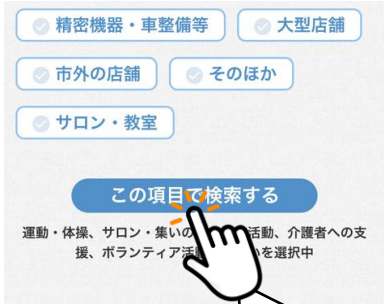 精密機器・車整備等
大型店舗
市外の店舗
そのほか
サロン・教室
この項目で検索する
運動・体操、サロン・集いの 活動、介護者への支
援、ボランティア活 いを選択中